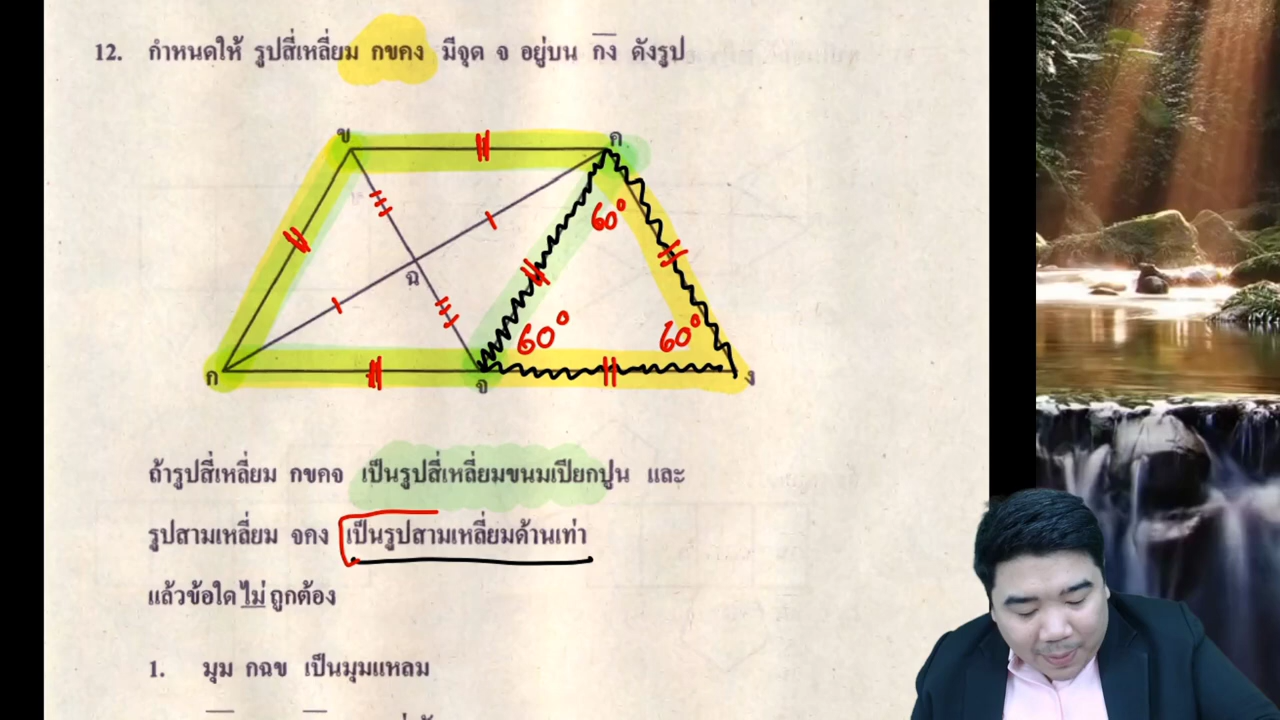 12. กำหนดให้ รูปสี่เหลี่ยม กขคง มีจุด จ อยู่บน กง ดังรูป
ข
ค
60°
ฉ
60°
60°
ก
จ
ง
ถ้ารูปสี่เหลี่ยม กขคจ เป็นรูปสี่เหลี่ยมขนมเปียกปูน และ
รูปสามเหลี่ยม จคง เป็นรูปสามเหลี่ยมด้านเท่า
แล้วข้อใดไม่ถูกต้อง
1. มุม กฉข เป็นมุมแหลม